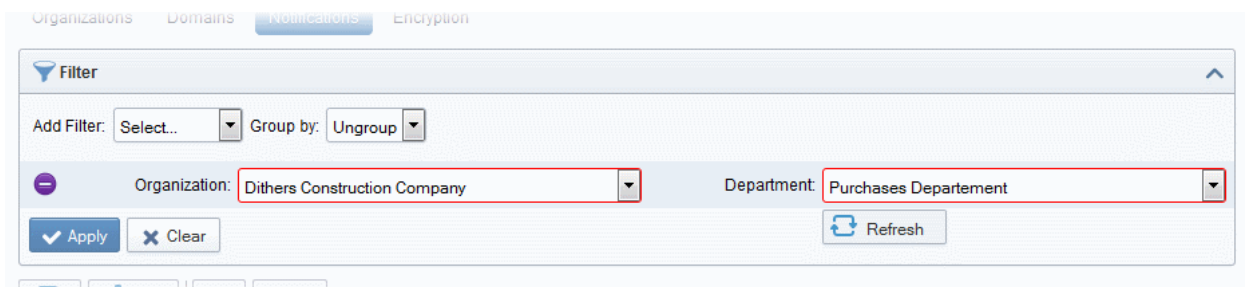 Organizations Domains Notifications Encryption
Filter
Add Filter: Select... Group by: Ungroup
Organization: Dithers Construction Company Department: Purchases Departement
Apply Clear Refresh